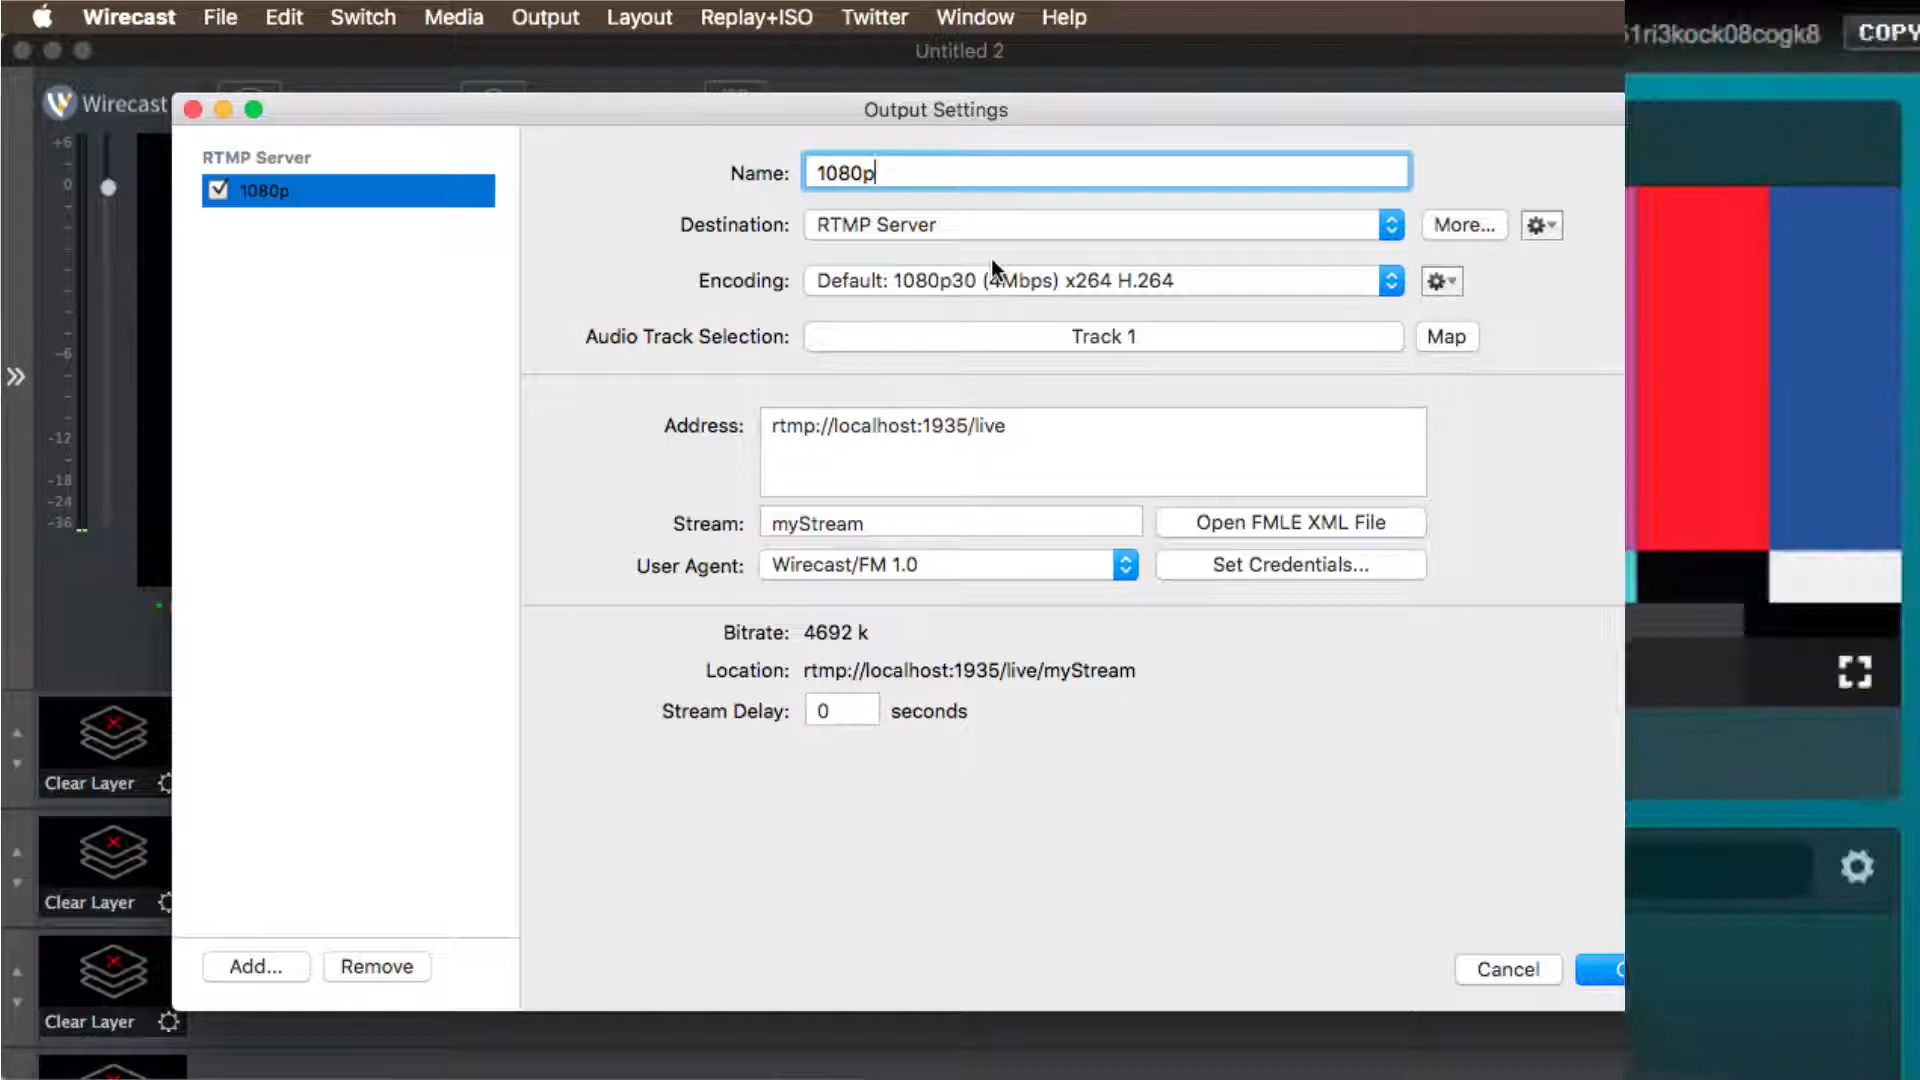 Wirecast File Edit Switch Media Output Layout Replay+ISO Twitter Window Help
51ri3kock08cogk8 COPY
Untitled 2
Wirecast
Output Settings
+6
0
-6
-12
-18
-24
-36
RTMP Server
1080p
Name: 1080p
Destination: RTMP Server More...
Encoding: Default: 1080p30 (4Mbps) x264 H.264
Audio Track Selection: Track 1 Map
Address: rtmp://localhost:1935/live
Stream: myStream Open FMLE XML File
User Agent: Wirecast/FM 1.0 Set Credentials...
Bitrate: 4692 k
Location: rtmp://localhost:1935/live/myStream
Stream Delay: 0 seconds
Clear Layer
Clear Layer
Clear Layer
Add... Remove
Cancel